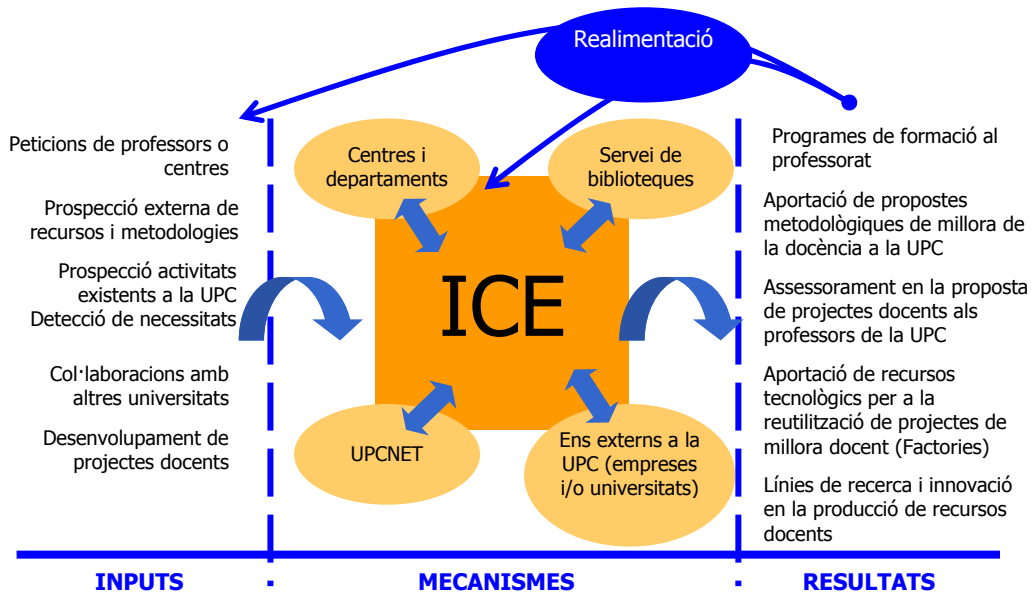 Realimentació
Peticions de professors o
centres
Prospecció externa de
recursos i metodologies
Prospecció activitats
existents a la UPC
Detecció de necessitats
Col·laboracions amb
altres universitats
Desenvolupament de
projectes docents
Centres i
departaments
Servei de
biblioteques
ICE
UPCNET
Ens externs a la
UPC (empreses
i/o universitats)
Programes de formació al
professorat
Aportació de propostes
metodològiques de millora de
la docència a la UPC
Assessorament en la proposta
de projectes docents als
professors de la UPC
Aportació de recursos
tecnològics per a la
reutilització de projectes de
millora docent (Factories)
Línies de recerca i innovació
en la producció de recursos
docents
INPUTS
MECANISMES
RESULTATS